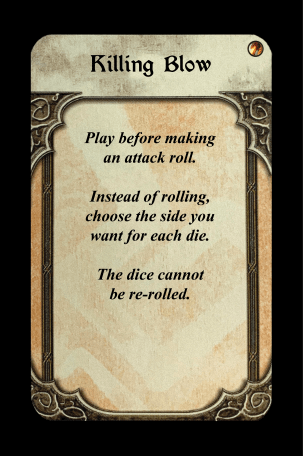 Killing Blow
Play before making
an attack roll.
Instead of rolling,
choose the side you
want for each die.
The dice cannot
be re-rolled.